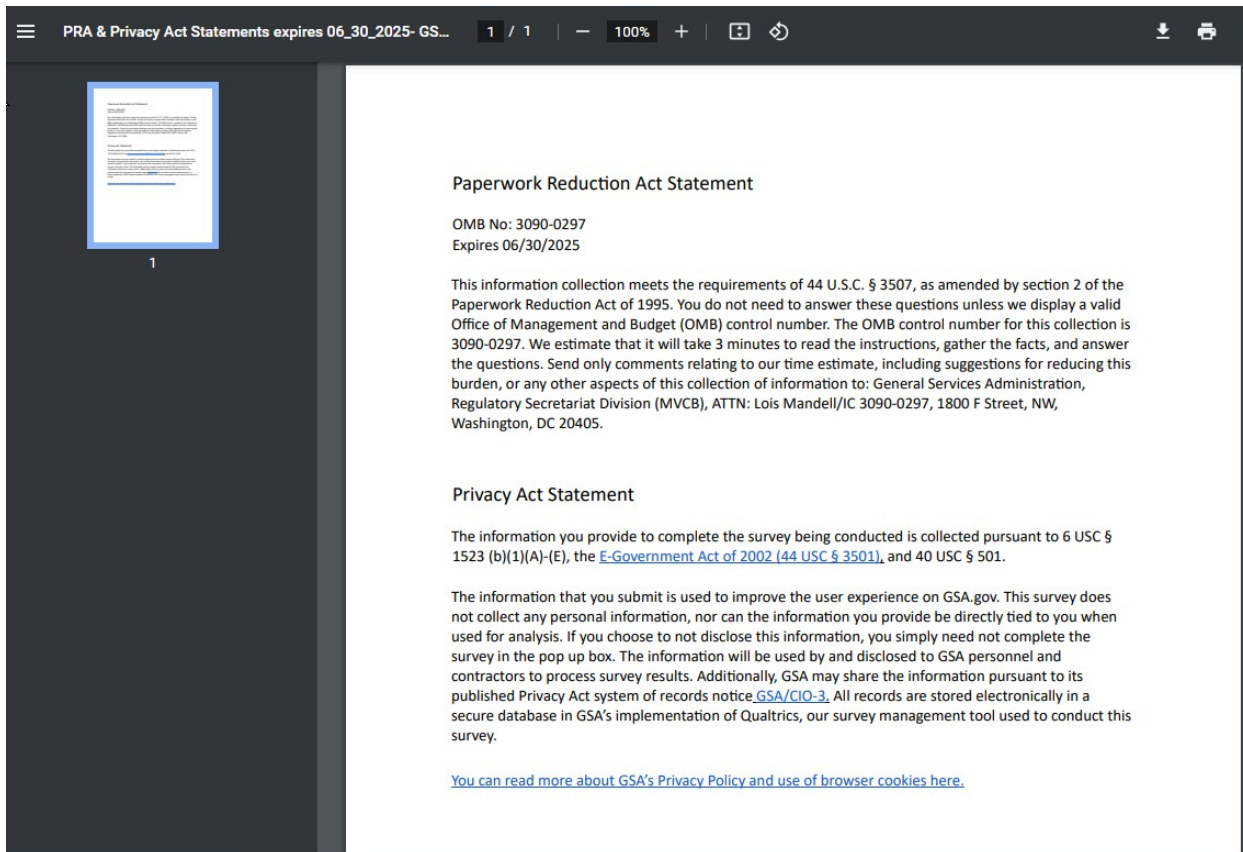 PRA & Privacy Act Statements expires 06_30_2025- GS...
1 / 1
100%
1
Paperwork Reduction Act Statement
OMB No: 3090-0297
Expires 06/30/2025
This information collection meets the requirements of 44 U.S.C. § 3507, as amended by section 2 of the
Paperwork Reduction Act of 1995. You do not need to answer these questions unless we display a valid
Office of Management and Budget (OMB) control number. The OMB control number for this collection is
3090-0297. We estimate that it will take 3 minutes to read the instructions, gather the facts, and answer
the questions. Send only comments relating to our time estimate, including suggestions for reducing this
burden, or any other aspects of this collection of information to: General Services Administration,
Regulatory Secretariat Division (MVCB), ATTN: Lois Mandell/IC 3090-0297, 1800 F Street, NW,
Washington, DC 20405.
Privacy Act Statement
The information you provide to complete the survey being conducted is collected pursuant to 6 USC §
1523 (b)(1)(A)-(E), the E-Government Act of 2002 (44 USC § 3501), and 40 USC § 501.
The information that you submit is used to improve the user experience on GSA.gov. This survey does
not collect any personal information, nor can the information you provide be directly tied to you when
used for analysis. If you choose to not disclose this information, you simply need not complete the
survey in the pop up box. The information will be used by and disclosed to GSA personnel and
contractors to process survey results. Additionally, GSA may share the information pursuant to its
published Privacy Act system of records notice GSA/CIO-3. All records are stored electronically in a
secure database in GSA's implementation of Qualtrics, our survey management tool used to conduct this
survey.
You can read more about GSA's Privacy Policy and use of browser cookies here.